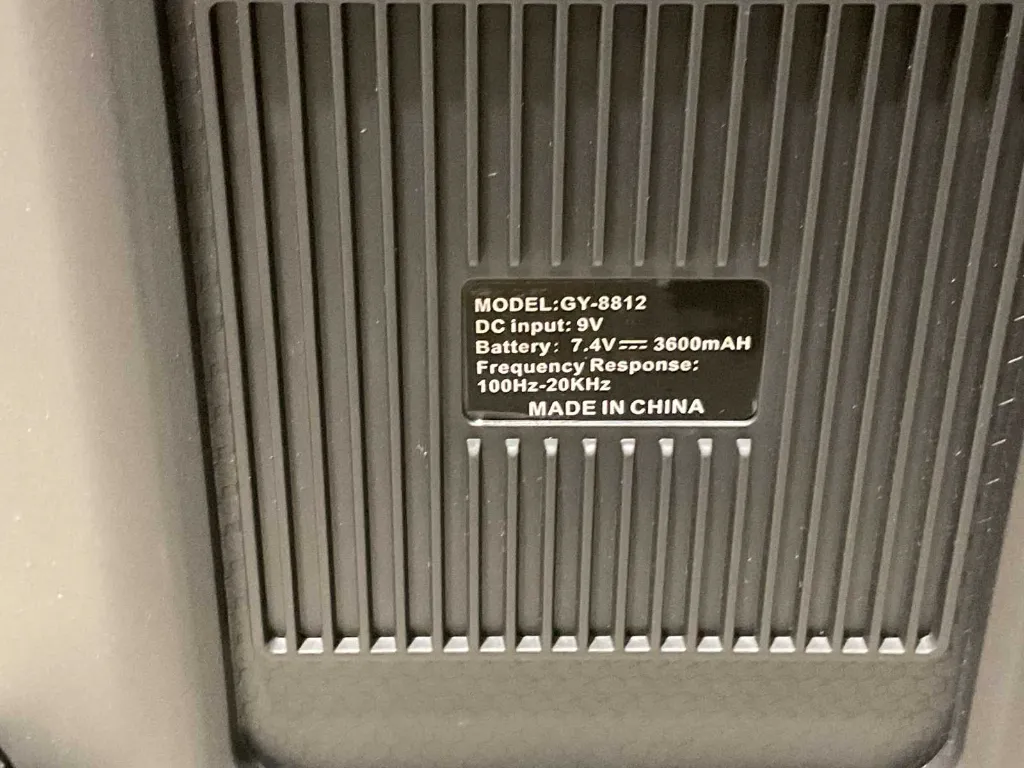 MODEL:GY-8812
DC input: 9V
Battery: 7.4V⎓3600mAH
Frequency Response:
100Hz-20KHz
MADE IN CHINA